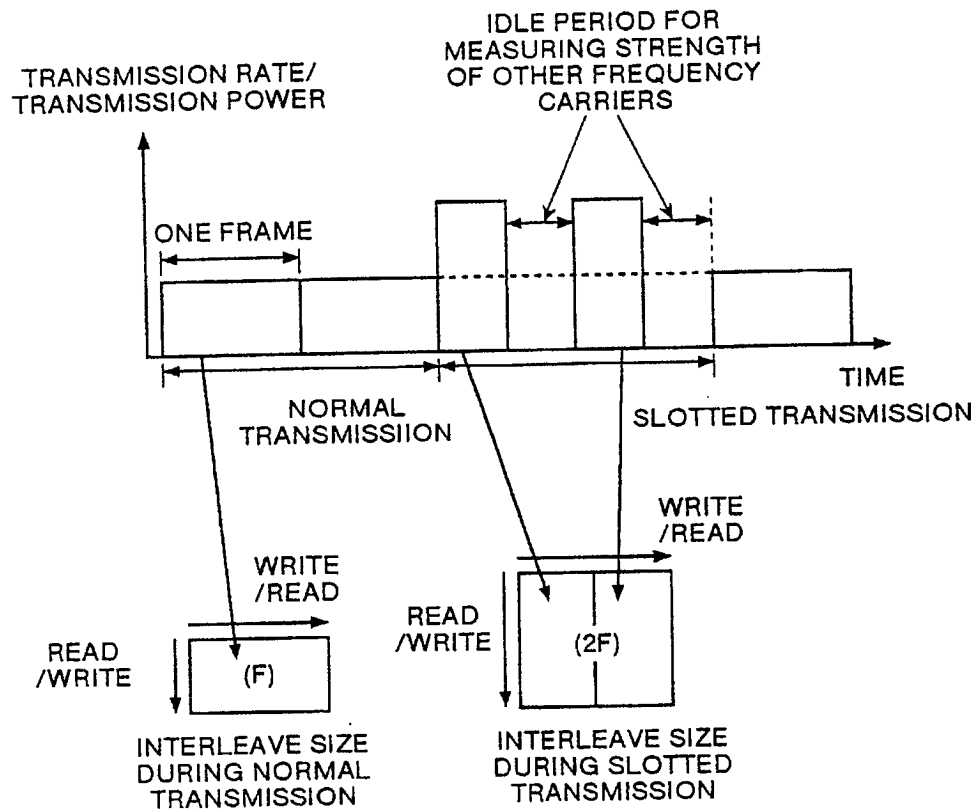 IDLE PERIOD FOR
MEASURING STRENGTH
OF OTHER FREQUENCY
CARRIERS
TRANSMISSION RATE/
TRANSMISSION POWER
ONE FRAME
TIME
NORMAL
TRANSMISSIION
SLOTTED TRANSMISSION
WRITE
/READ
READ
/WRITE
(F)
INTERLEAVE SIZE
DURING NORMAL
TRANSMISSION
WRITE
/READ
READ
/WRITE
(2F)
INTERLEAVE SIZE
DURING SLOTTED
TRANSMISSION